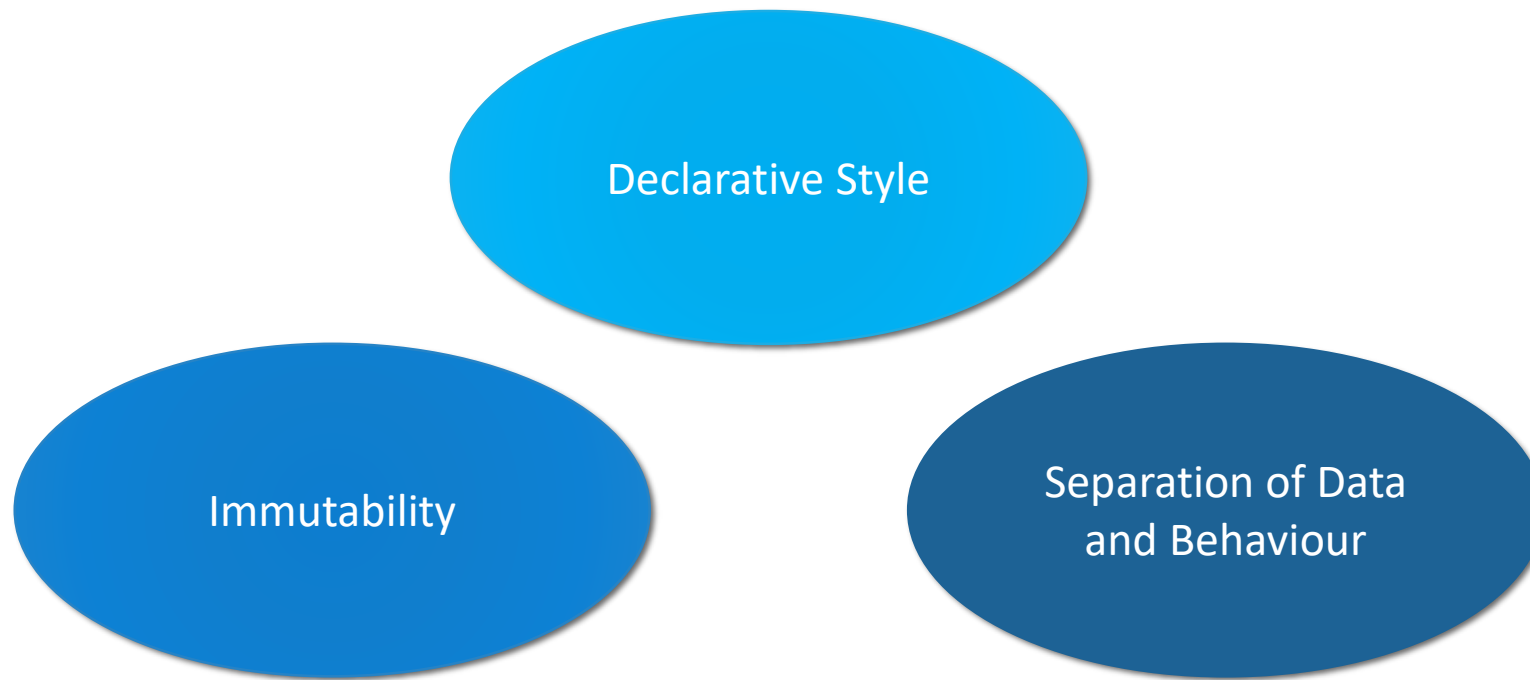 Declarative Style
Immutability
Separation of Data
and Behaviour